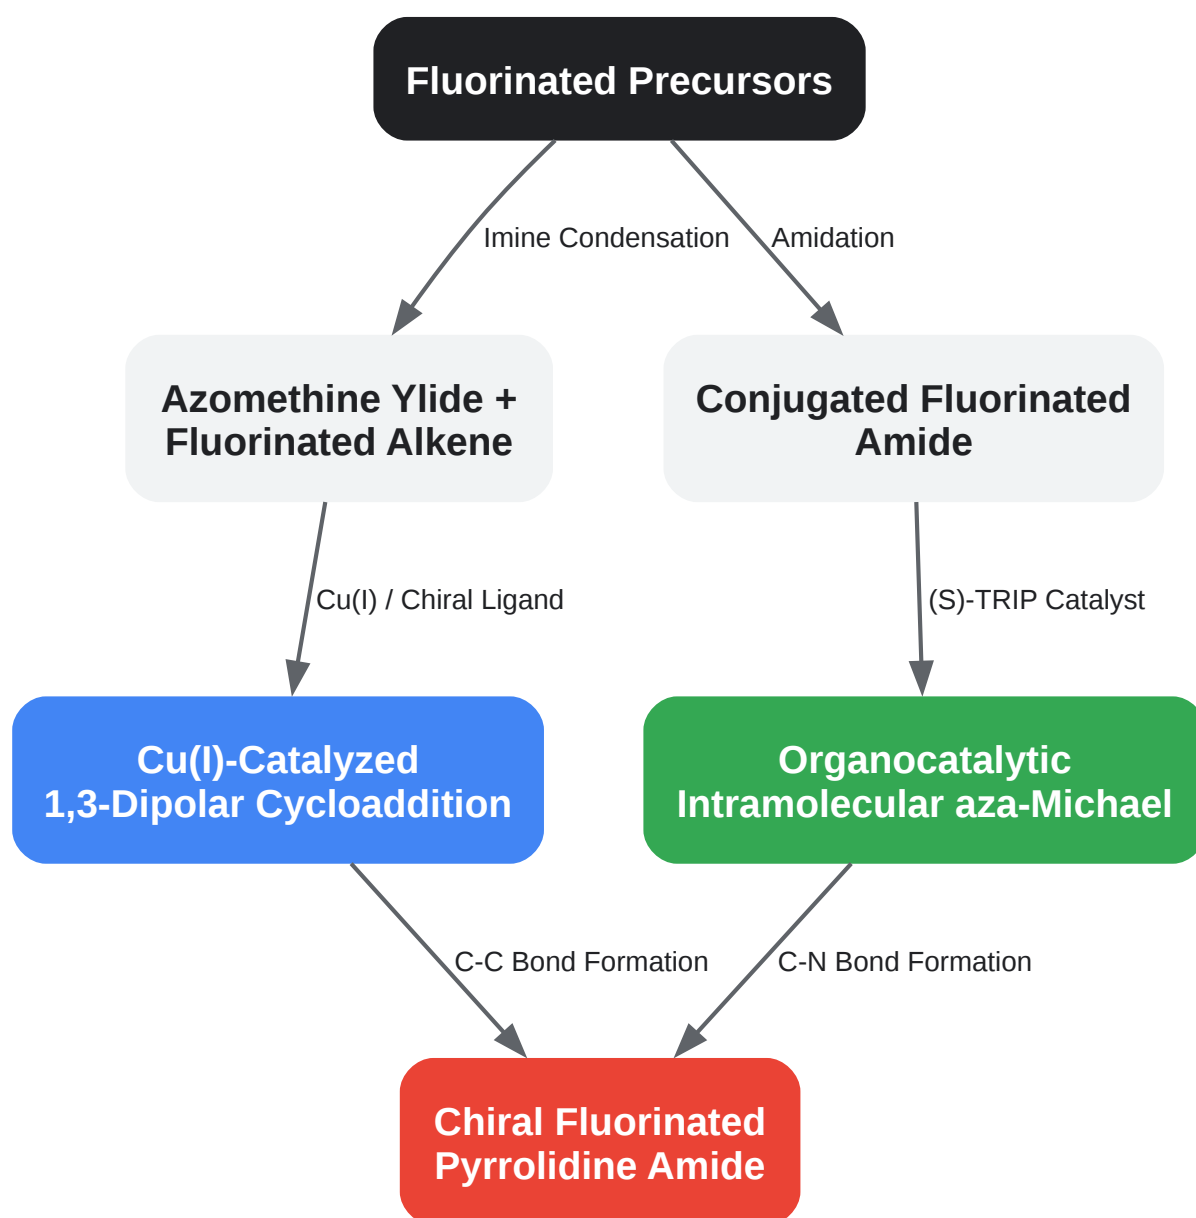 Fluorinated Precursors
Imine Condensation
Amidation
Azomethine Ylide +
Fluorinated Alkene
Conjugated Fluorinated
Amide
Cu(I) / Chiral Ligand
(S)-TRIP Catalyst
Cu(I)-Catalyzed
1,3-Dipolar Cycloaddition
Organocatalytic
Intramolecular aza-Michael
C-C Bond Formation
C-N Bond Formation
Chiral Fluorinated
Pyrrolidine Amide